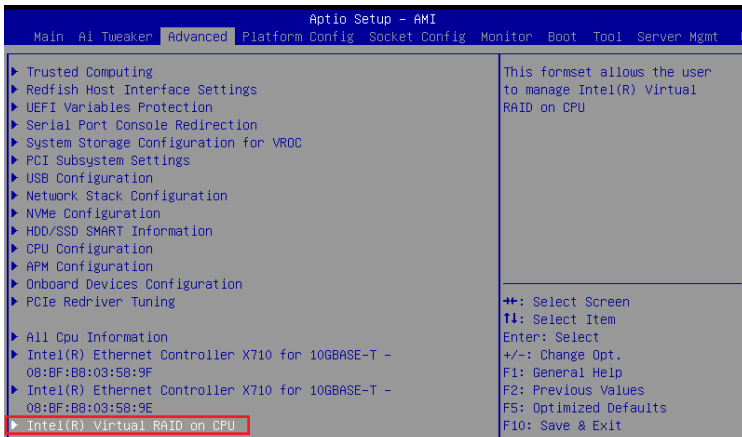 Aptio Setup – AMI
Main Ai Tweaker Advanced Platform Config Socket Config Monitor Boot Tool Server Mgmt
▶ Trusted Computing
▶ Redfish Host Interface Settings
▶ UEFI Variables Protection
▶ Serial Port Console Redirection
▶ System Storage Configuration for VROC
▶ PCI Subsystem Settings
▶ USB Configuration
▶ Network Stack Configuration
▶ NVMe Configuration
▶ HDD/SSD SMART Information
▶ CPU Configuration
▶ APM Configuration
▶ Onboard Devices Configuration
▶ PCIe Redriver Tuning
▶ All Cpu Information
▶ Intel(R) Ethernet Controller X710 for 10GBASE-T –
08:BF:B8:03:58:9F
▶ Intel(R) Ethernet Controller X710 for 10GBASE-T –
08:BF:B8:03:58:9E
▶ Intel(R) Virtual RAID on CPU
This formset allows the user
to manage Intel(R) Virtual
RAID on CPU
→←: Select Screen
↑↓: Select Item
Enter: Select
+/-: Change Opt.
F1: General Help
F2: Previous Values
F5: Optimized Defaults
F10: Save & Exit